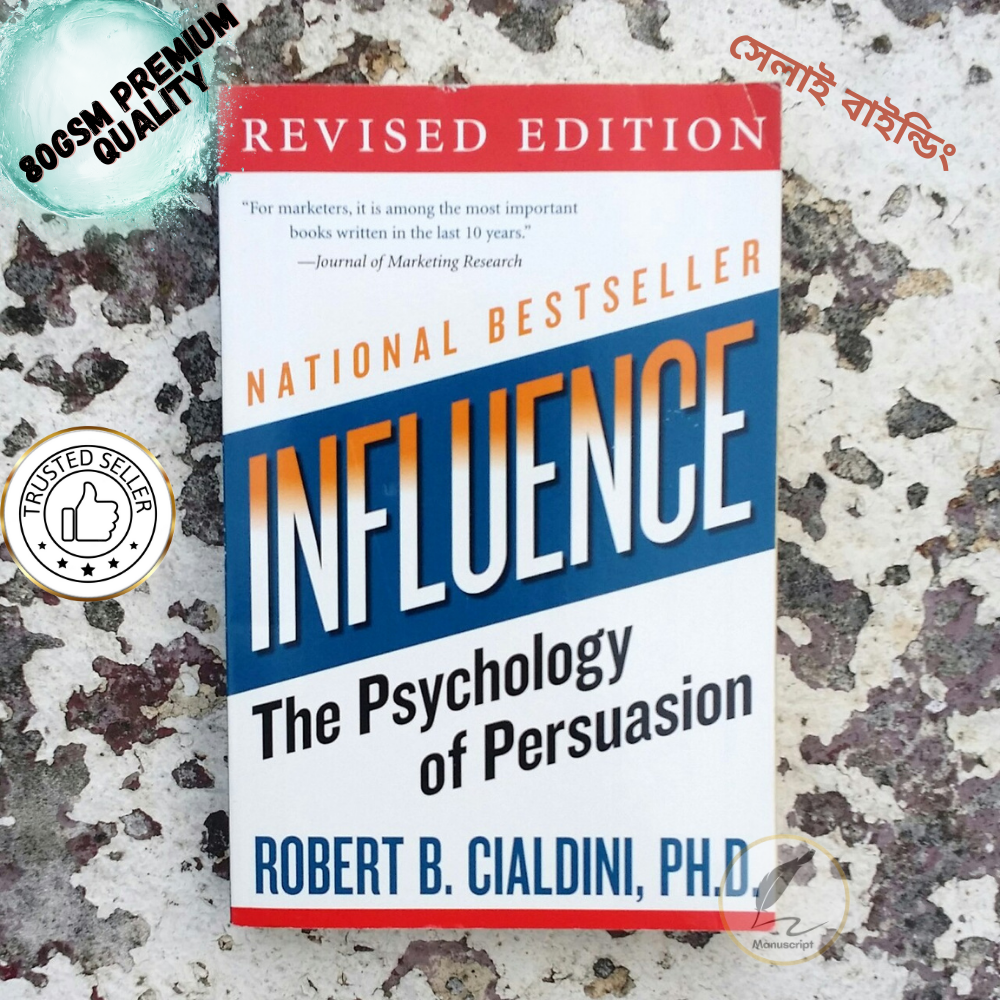 80GSM PREMIUM
QUALITY
সেলাই বাইন্ডিং
REVISED EDITION
“For marketers, it is among the most important
books written in the last 10 years.”
—Journal of Marketing Research
NATIONAL BESTSELLER
INFLUENCE
TRUSTED SELLER
The Psychology
of Persuasion
ROBERT B. CIALDINI, PH.D.
Manuscript